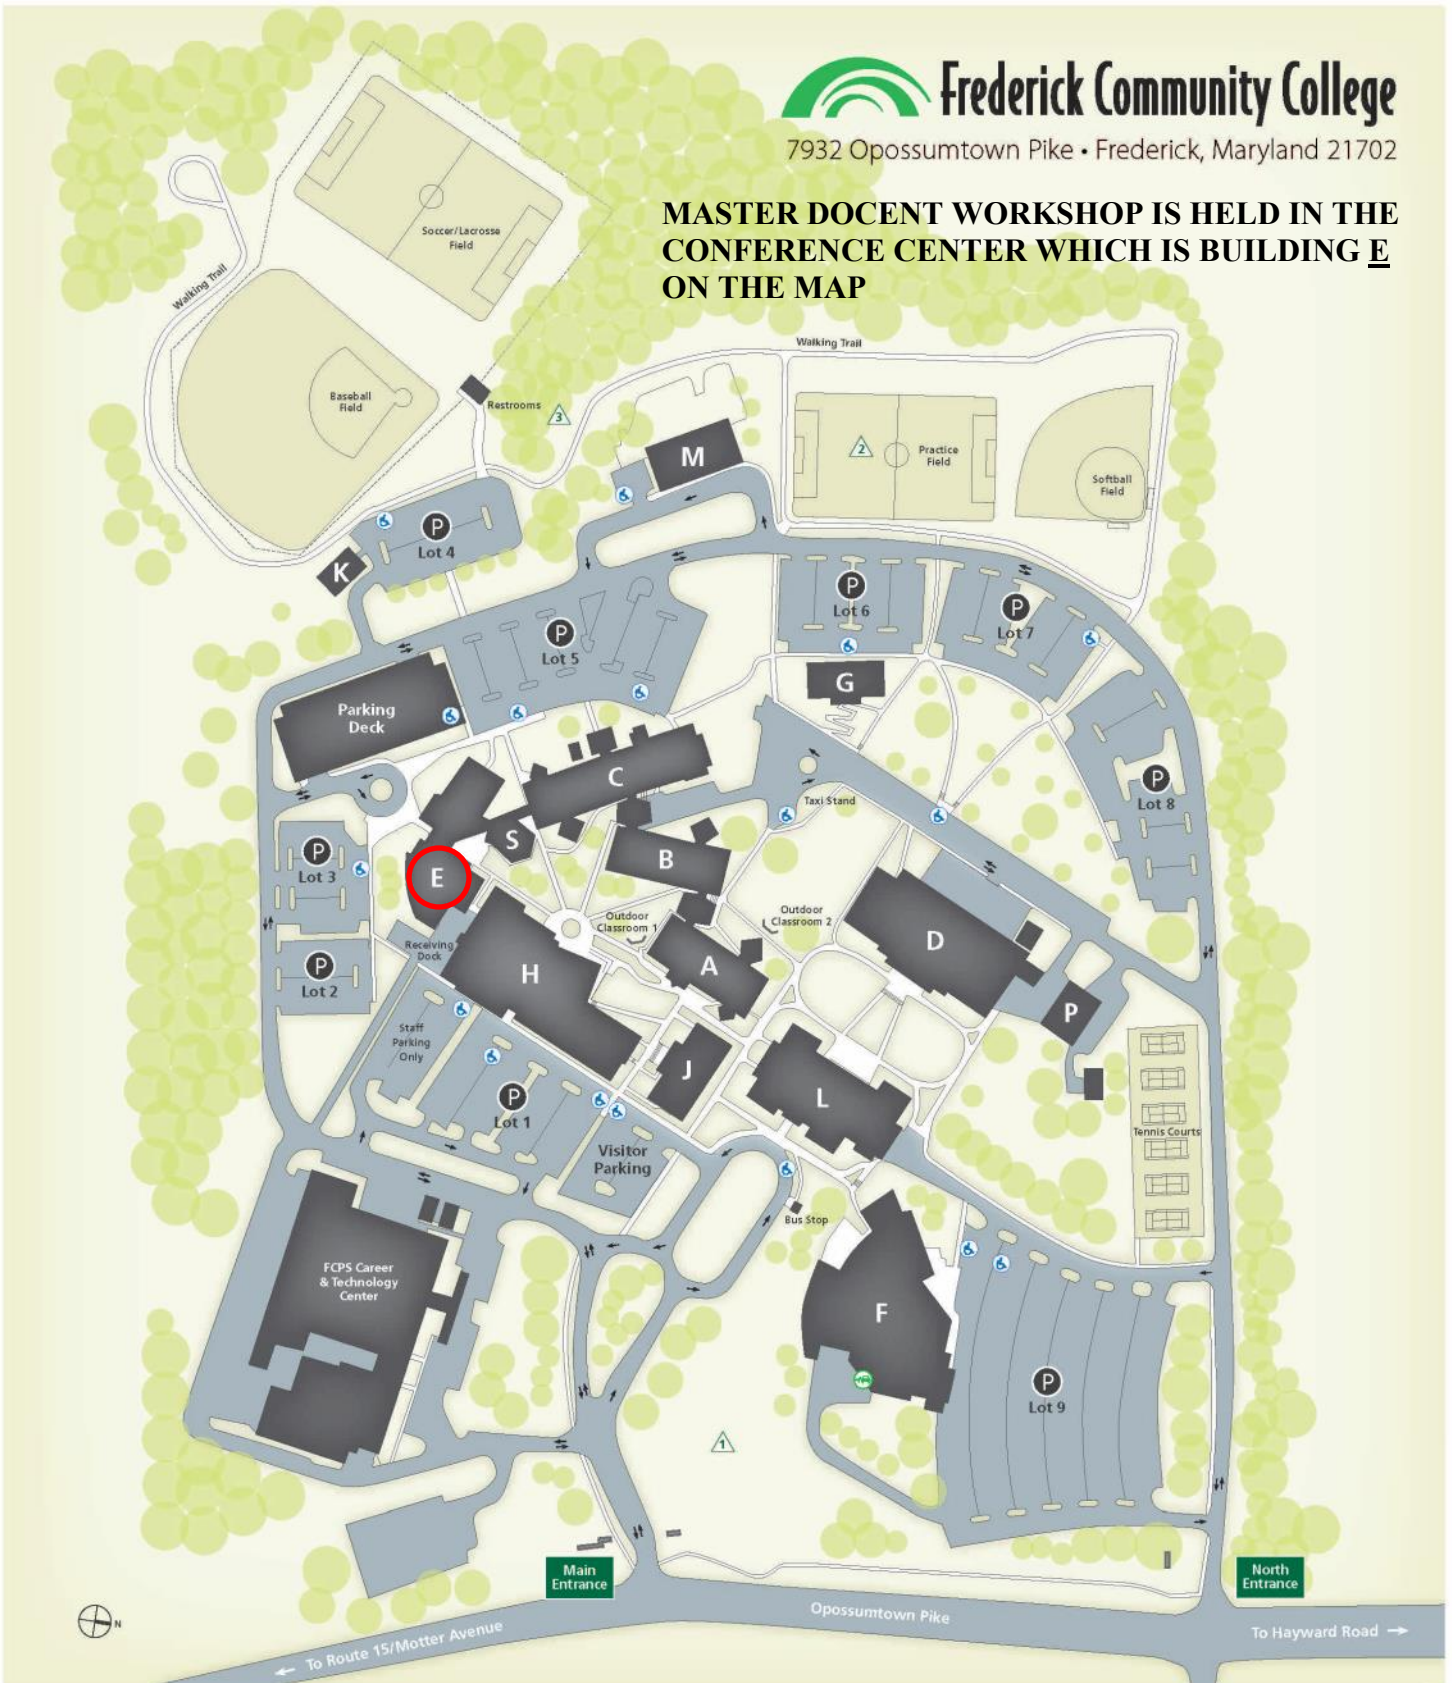 Frederick Community College
7932 Opossumtown Pike • Frederick, Maryland 21702
MASTER DOCENT WORKSHOP IS HELD IN THE
CONFERENCE CENTER WHICH IS BUILDING E
ON THE MAP
Soccer/Lacrosse
Field
Walking Trail
Walking Trail
Baseball
Field
Restrooms
3
M
2
Practice
Field
Softball
Field
P
Lot 4
K
P
Lot 5
P
Lot 6
P
Lot 7
G
Parking
Deck
C
P
Lot 8
Taxi Stand
S
B
P
Lot 3
E
Outdoor
Classroom 1
Outdoor
Classroom 2
Receiving
Dock
D
H
A
P
Lot 2
P
Staff
Parking
Only
J
L
P
Lot 1
Tennis Courts
Visitor
Parking
Bus Stop
FCPS Career
& Technology
Center
F
P
Lot 9
1
Main
Entrance
North
Entrance
N
Opossumtown Pike
To Route 15/Motter Avenue
To Hayward Road